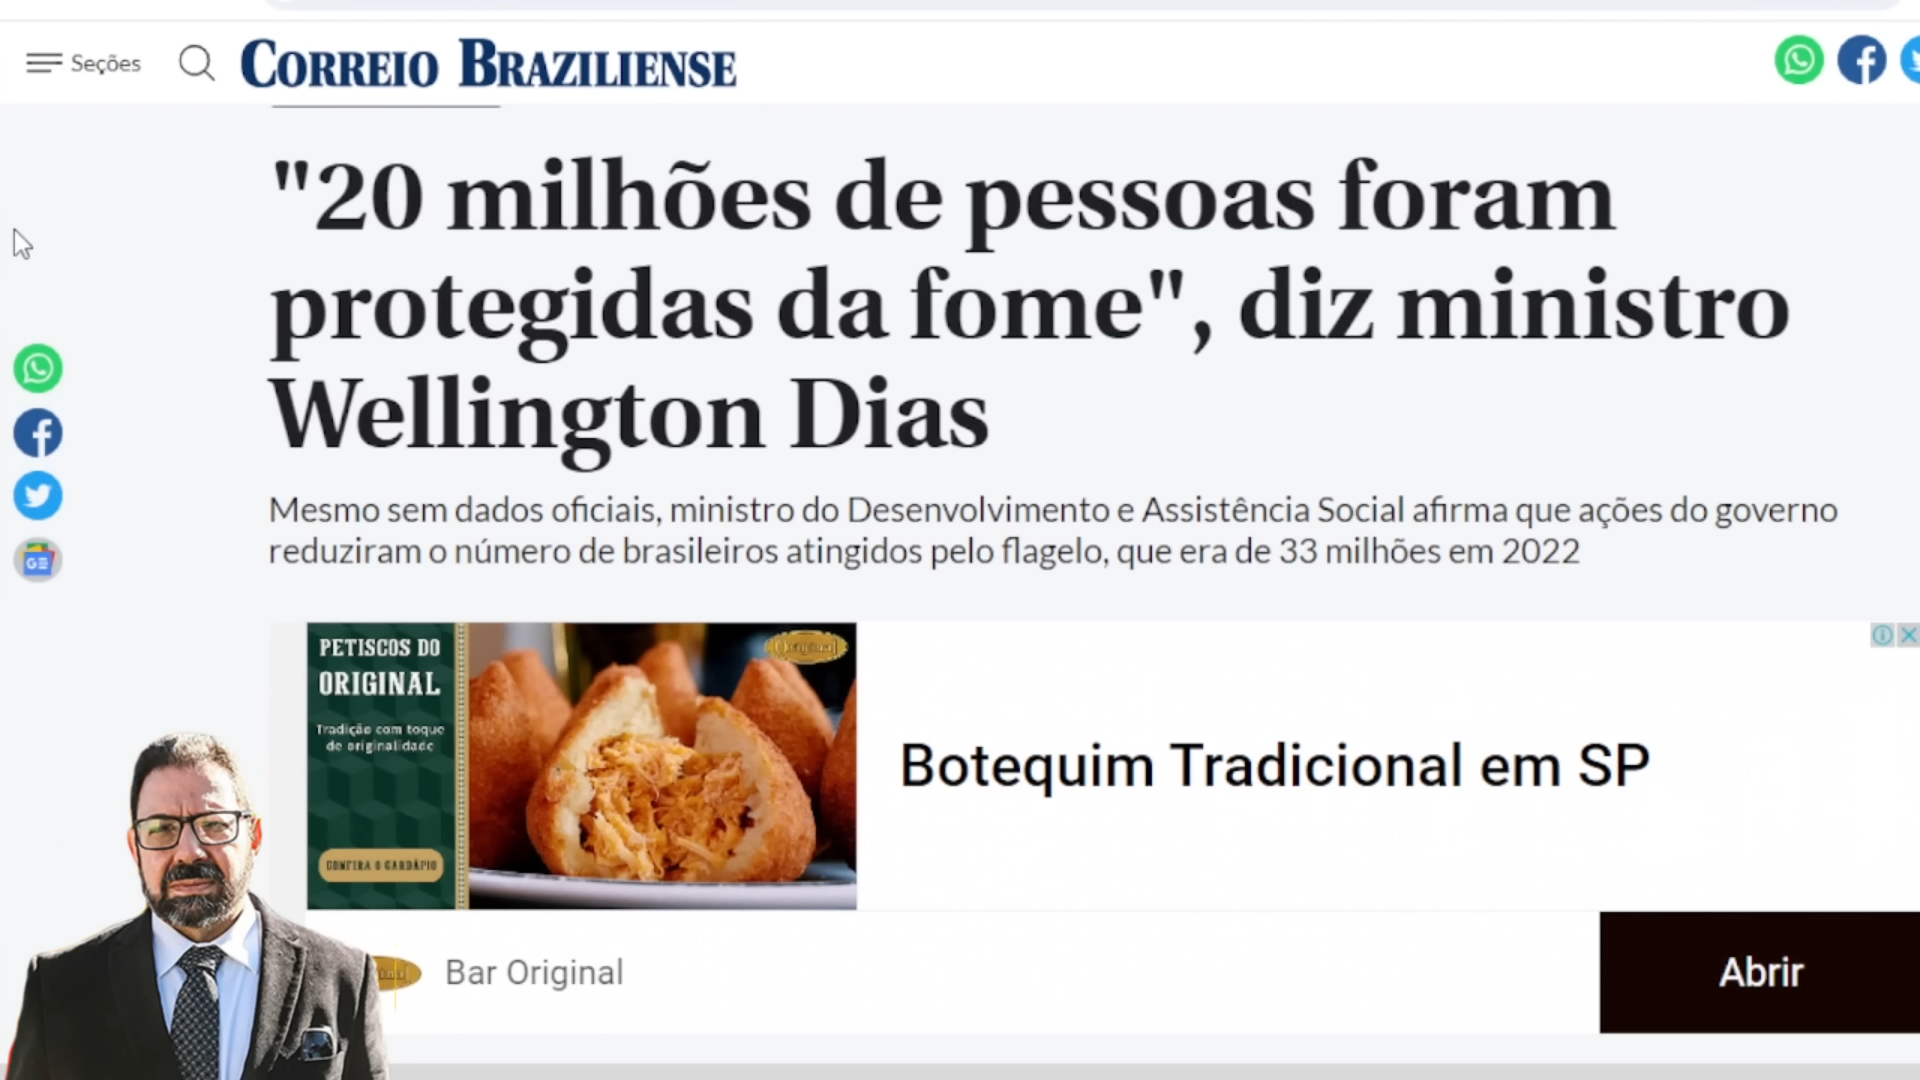 Seções
CORREIO BRAZILIENSE
"20 milhões de pessoas foram
protegidas da fome", diz ministro
Wellington Dias
Mesmo sem dados oficiais, ministro do Desenvolvimento e Assistência Social afirma que ações do governo
reduziram o número de brasileiros atingidos pelo flagelo, que era de 33 milhões em 2022
GE
PETISCOS DO
ORIGINAL
Tradição com toque
de originalidade
CONFIRA O CARDÁPIO
Original
Botequim Tradicional em SP
Bar Original
Abrir